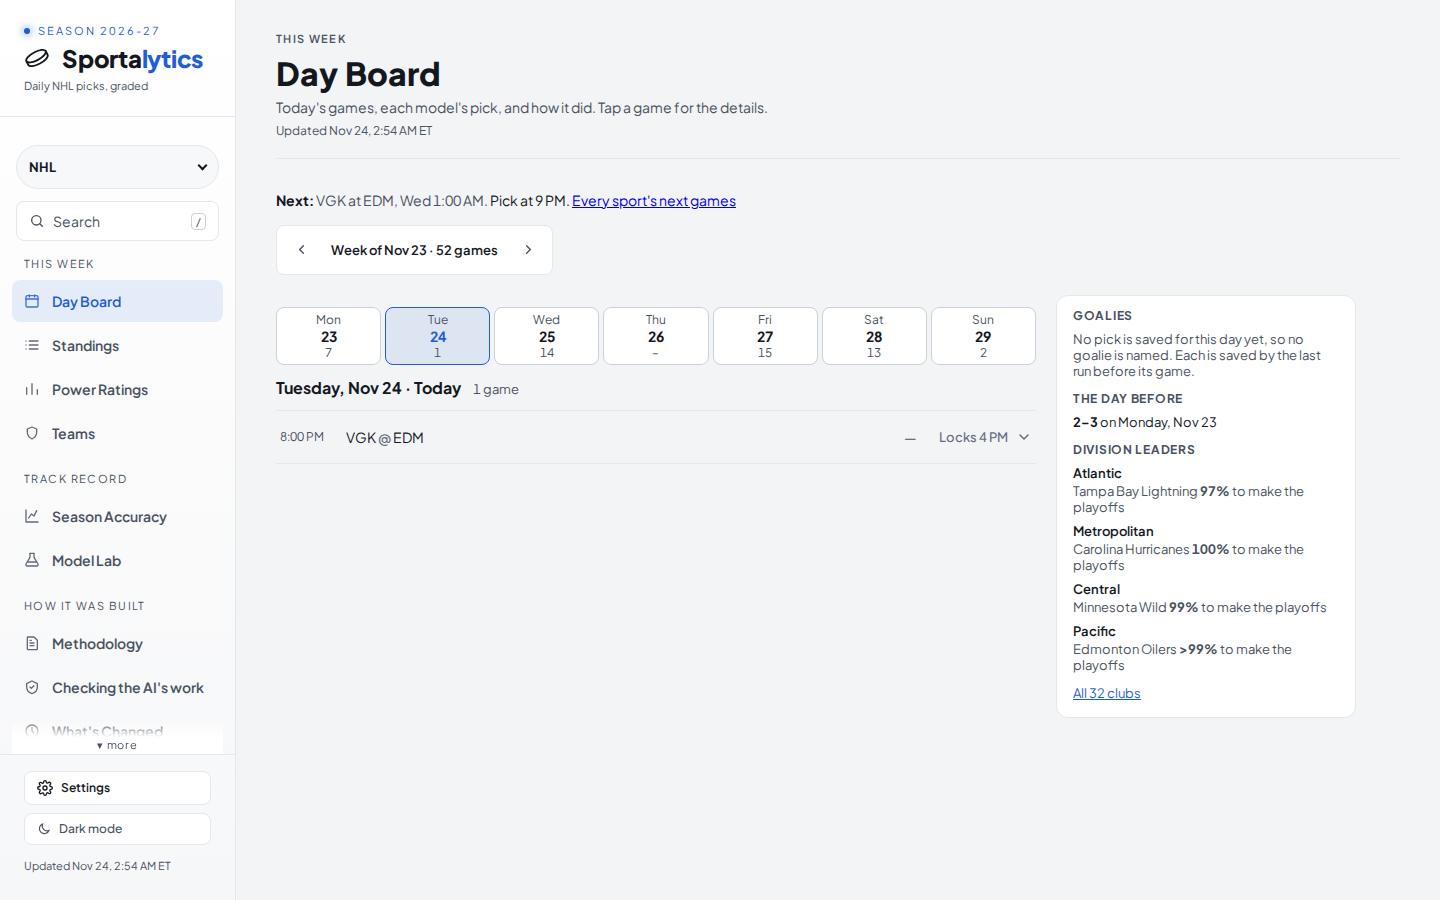 SEASON 2026-27
Sportalytics
Daily NHL picks, graded
NHL
Search /
THIS WEEK
Day Board
Standings
Power Ratings
Teams
TRACK RECORD
Season Accuracy
Model Lab
HOW IT WAS BUILT
Methodology
Checking the AI's work
What's Changed
▾ more
Settings
Dark mode
Updated Nov 24, 2:54 AM ET
THIS WEEK
Day Board
Today's games, each model's pick, and how it did. Tap a game for the details.
Updated Nov 24, 2:54 AM ET
Next: VGK at EDM, Wed 1:00 AM. Pick at 9 PM. Every sport's next games
Week of Nov 23 · 52 games
Mon 23 7
Tue 24 1
Wed 25 14
Thu 26 –
Fri 27 15
Sat 28 13
Sun 29 2
Tuesday, Nov 24 · Today 1 game
8:00 PM VGK @ EDM — Locks 4 PM
GOALIES
No pick is saved for this day yet, so no
goalie is named. Each is saved by the last
run before its game.
THE DAY BEFORE
2–3 on Monday, Nov 23
DIVISION LEADERS
Atlantic
Tampa Bay Lightning 97% to make the
playoffs
Metropolitan
Carolina Hurricanes 100% to make the
playoffs
Central
Minnesota Wild 99% to make the playoffs
Pacific
Edmonton Oilers >99% to make the
playoffs
All 32 clubs